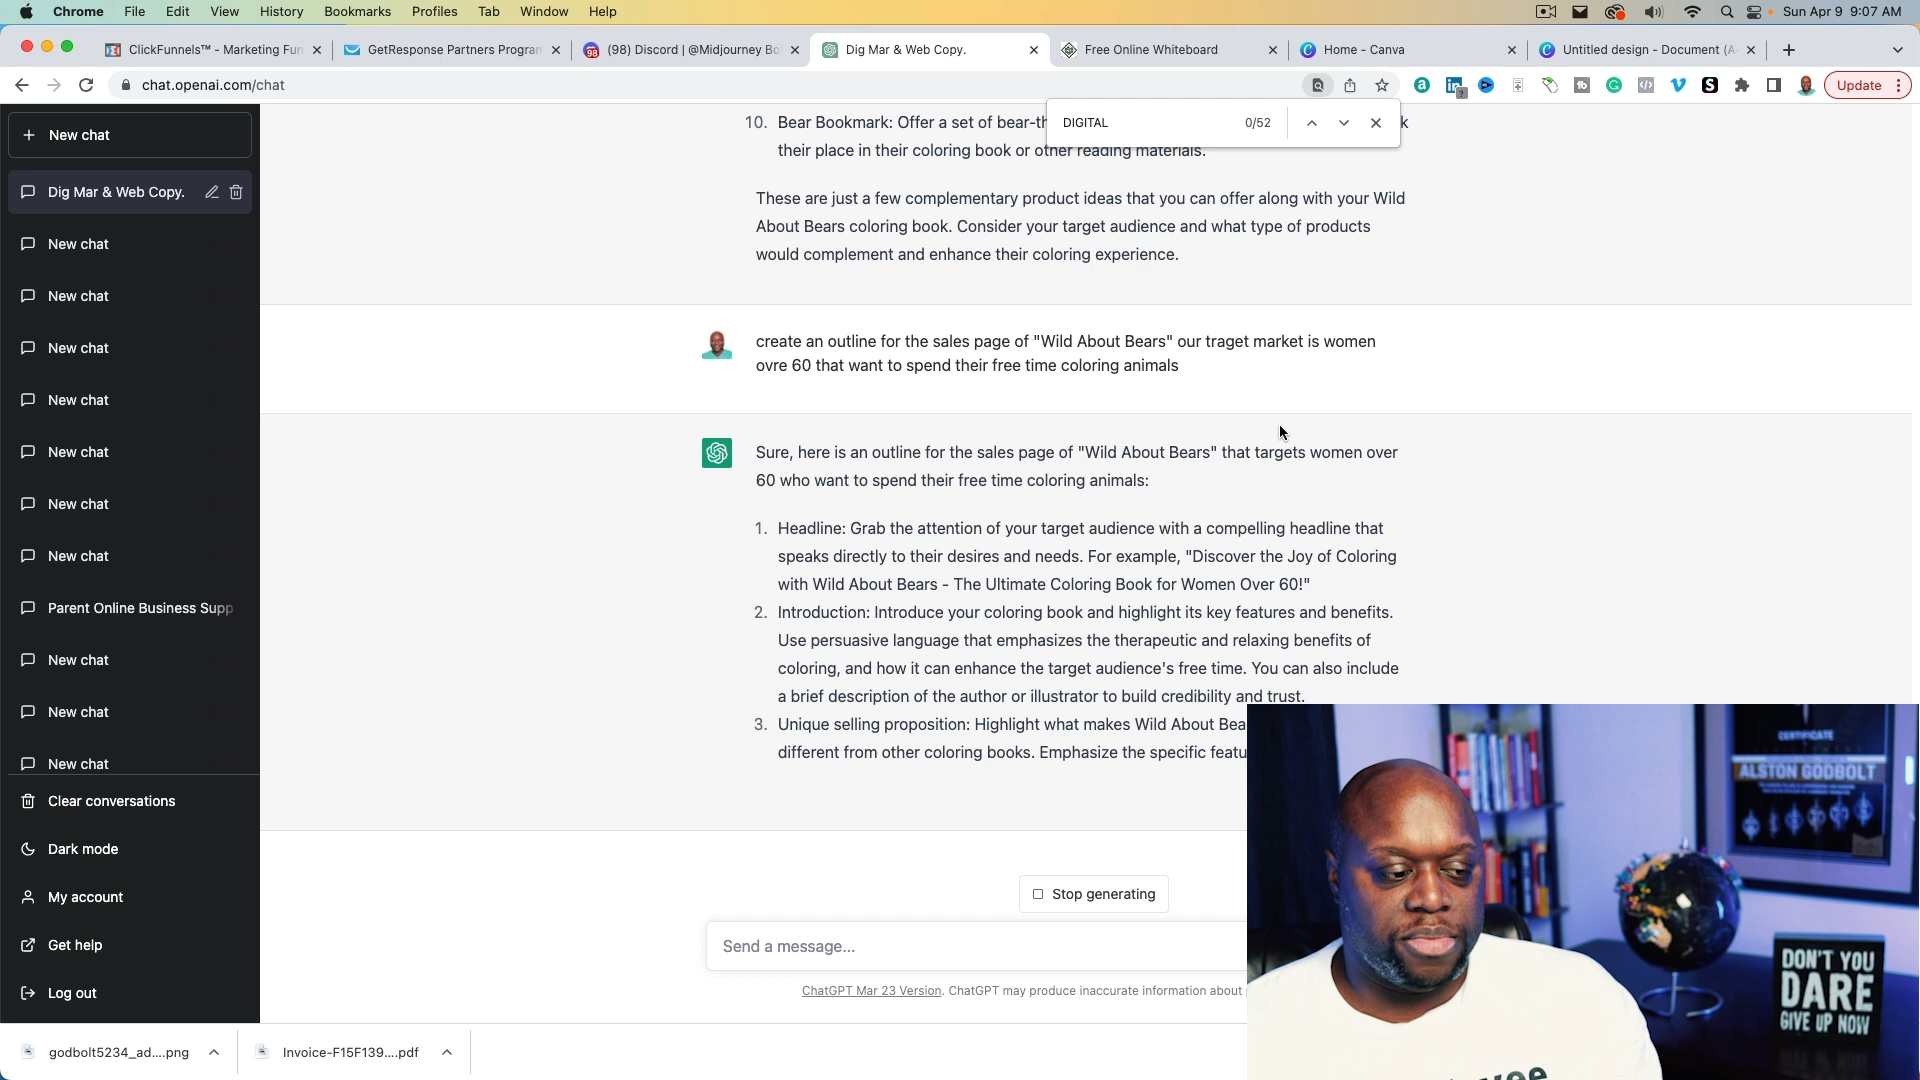 Chrome File Edit View History Bookmarks Profiles Tab Window Help Sun Apr 9 9:07 AM
ClickFunnels™ - Marketing Fun GetResponse Partners Program (98) Discord | @Midjourney Bo Dig Mar & Web Copy. Free Online Whiteboard Home - Canva Untitled design - Document (A
chat.openai.com/chat Update
DIGITAL 0/52
New chat
Dig Mar & Web Copy.
New chat
New chat
New chat
New chat
New chat
New chat
New chat
Parent Online Business Supp
New chat
New chat
New chat
Clear conversations
Dark mode
My account
Get help
Log out
10. Bear Bookmark: Offer a set of bear-th k
their place in their coloring book or other reading materials.
These are just a few complementary product ideas that you can offer along with your Wild
About Bears coloring book. Consider your target audience and what type of products
would complement and enhance their coloring experience.
create an outline for the sales page of "Wild About Bears" our traget market is women
ovre 60 that want to spend their free time coloring animals
Sure, here is an outline for the sales page of "Wild About Bears" that targets women over
60 who want to spend their free time coloring animals:
1. Headline: Grab the attention of your target audience with a compelling headline that
speaks directly to their desires and needs. For example, "Discover the Joy of Coloring
with Wild About Bears - The Ultimate Coloring Book for Women Over 60!"
2. Introduction: Introduce your coloring book and highlight its key features and benefits.
Use persuasive language that emphasizes the therapeutic and relaxing benefits of
coloring, and how it can enhance the target audience's free time. You can also include
a brief description of the author or illustrator to build credibility and trust.
3. Unique selling proposition: Highlight what makes Wild About Bea
different from other coloring books. Emphasize the specific featu
Stop generating
Send a message...
ChatGPT Mar 23 Version. ChatGPT may produce inaccurate information about
CERTIFICATE
ALSTON GODBOLT
DON'T YOU
DARE
GIVE UP NOW
godbolt5234_ad....png Invoice-F15F139....pdf